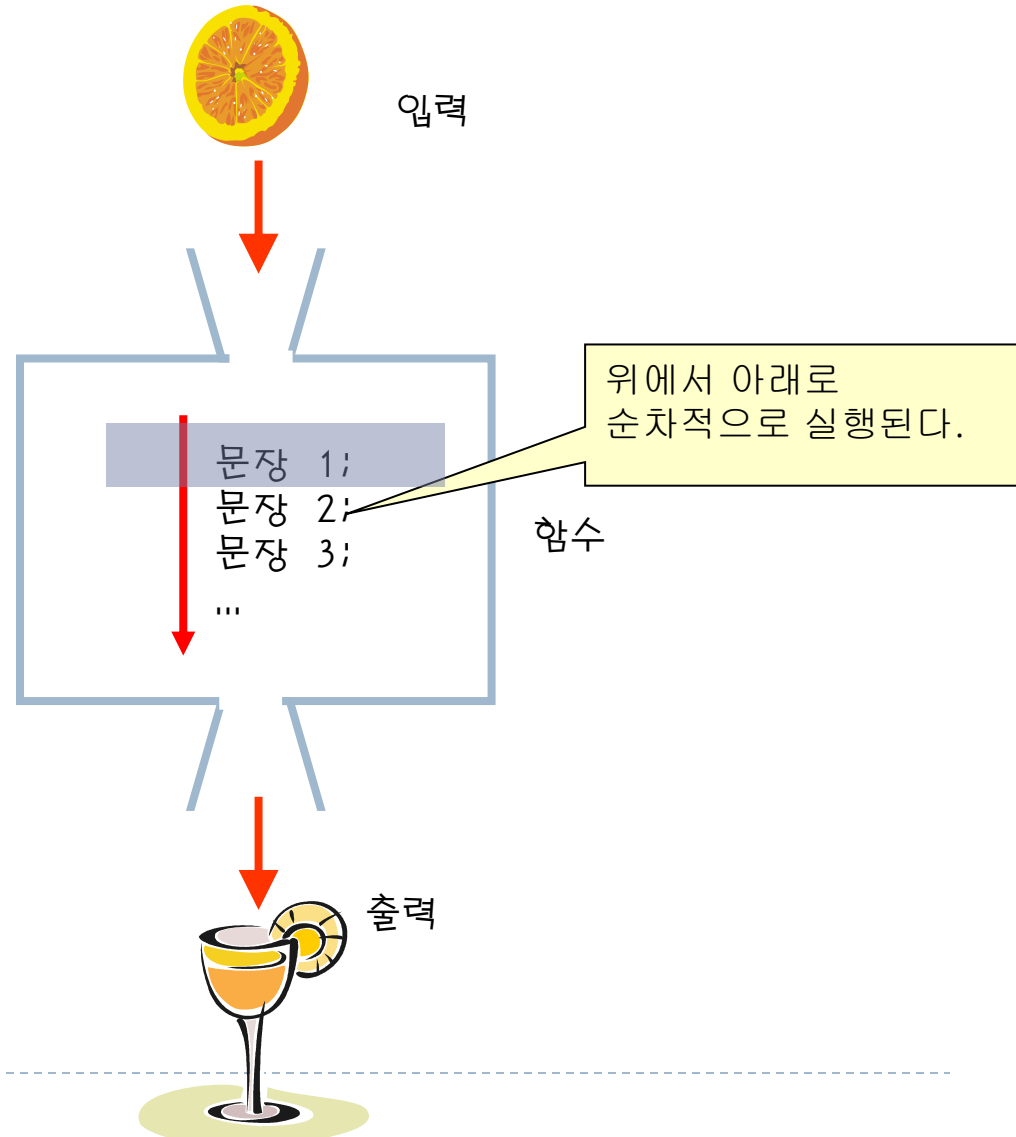 입력
위에서 아래로
순차적으로 실행된다.
문장 1;
문장 2;
문장 3;
...
함수
출력